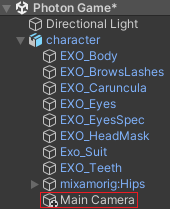 Photon Game*
Directional Light
character
EXO_Body
EXO_BrowsLashes
EXO_Caruncula
EXO_Eyes
EXO_EyesSpec
EXO_HeadMask
Exo_Suit
EXO_Teeth
mixamorig:Hips
Main Camera